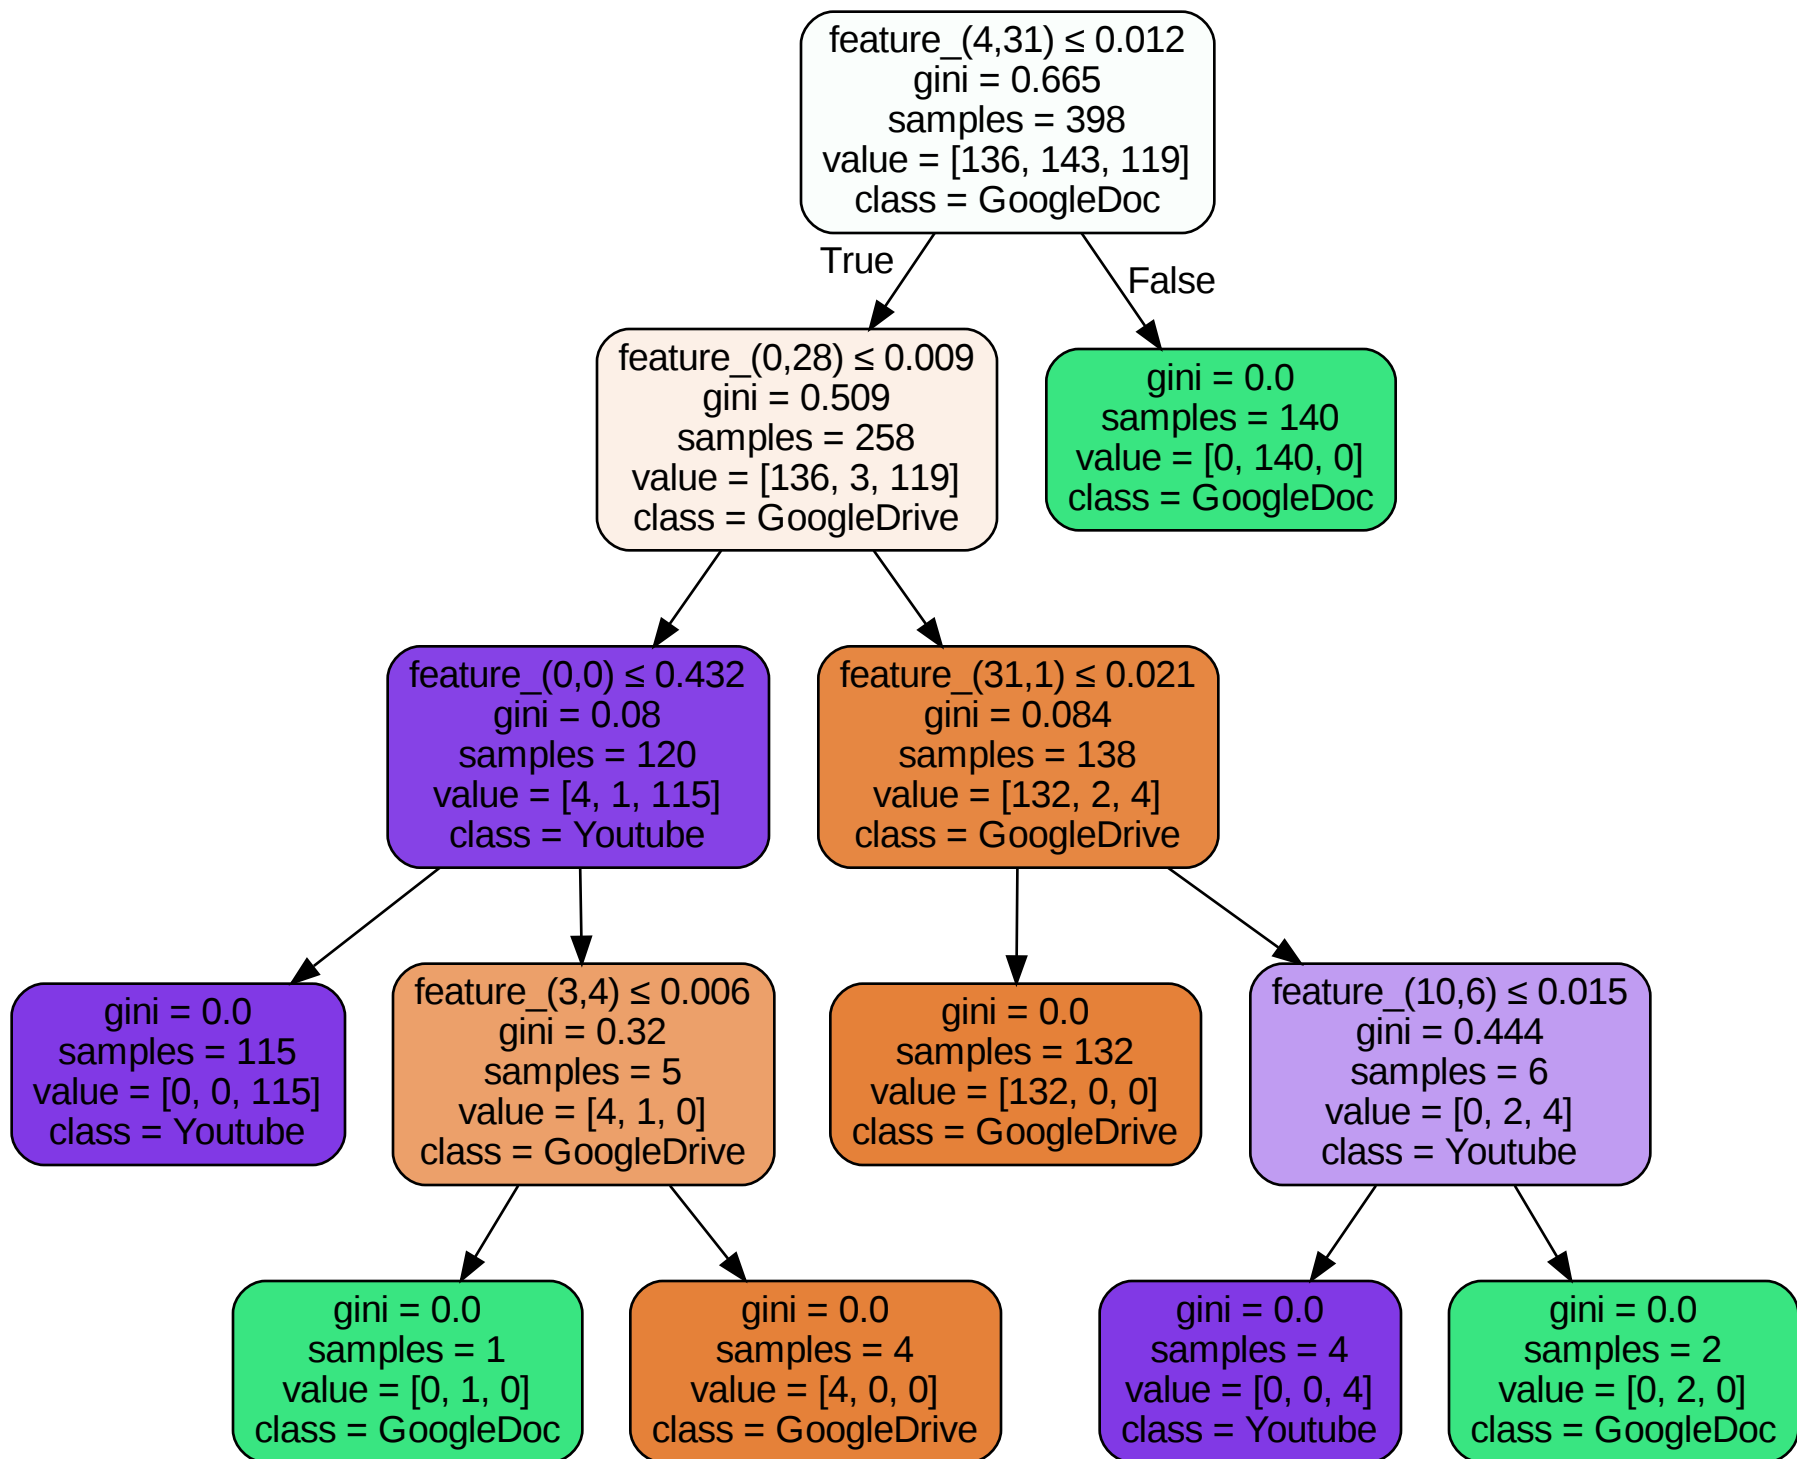 feature_(4,31) ≤ 0.012
gini = 0.665
samples = 398
value = [136, 143, 119]
class = GoogleDoc
True
False
feature_(0,28) ≤ 0.009
gini = 0.509
samples = 258
value = [136, 3, 119]
class = GoogleDrive
gini = 0.0
samples = 140
value = [0, 140, 0]
class = GoogleDoc
feature_(0,0) ≤ 0.432
gini = 0.08
samples = 120
value = [4, 1, 115]
class = Youtube
feature_(31,1) ≤ 0.021
gini = 0.084
samples = 138
value = [132, 2, 4]
class = GoogleDrive
gini = 0.0
samples = 115
value = [0, 0, 115]
class = Youtube
feature_(3,4) ≤ 0.006
gini = 0.32
samples = 5
value = [4, 1, 0]
class = GoogleDrive
gini = 0.0
samples = 132
value = [132, 0, 0]
class = GoogleDrive
feature_(10,6) ≤ 0.015
gini = 0.444
samples = 6
value = [0, 2, 4]
class = Youtube
gini = 0.0
samples = 1
value = [0, 1, 0]
class = GoogleDoc
gini = 0.0
samples = 4
value = [4, 0, 0]
class = GoogleDrive
gini = 0.0
samples = 4
value = [0, 0, 4]
class = Youtube
gini = 0.0
samples = 2
value = [0, 2, 0]
class = GoogleDoc